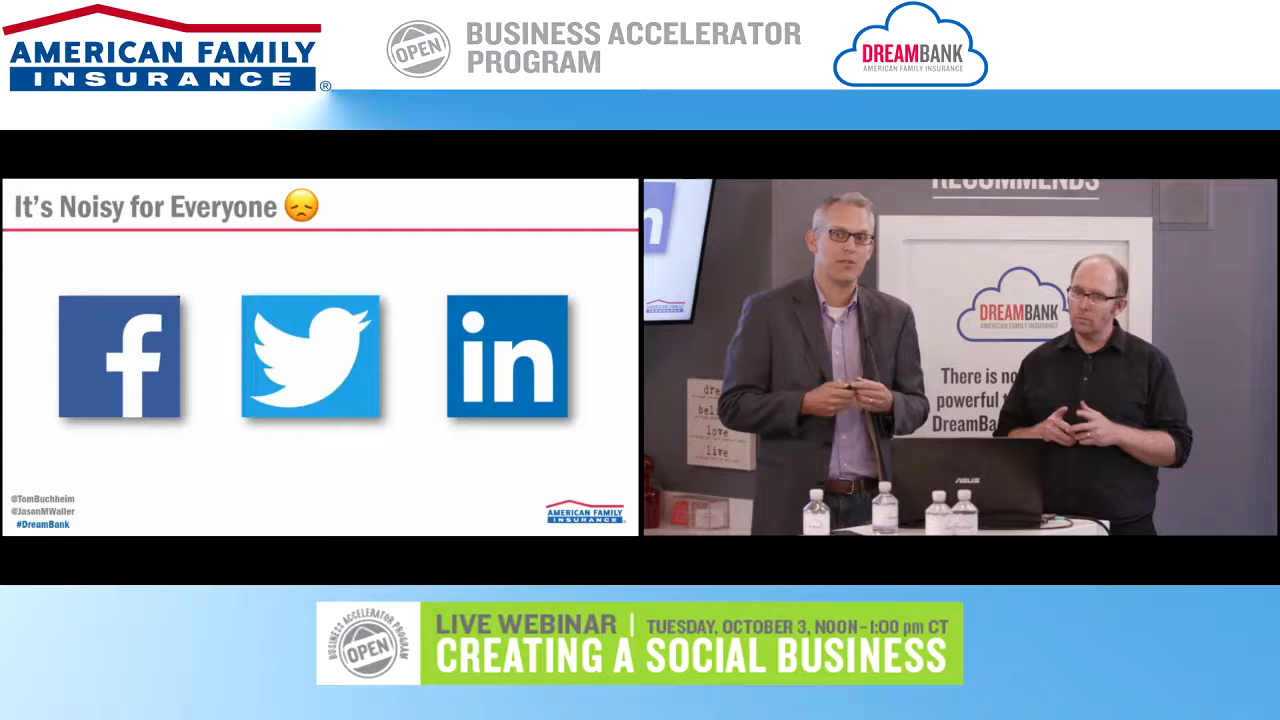 AMERICAN FAMILY
INSURANCE ®
OPEN
BUSINESS ACCELERATOR
PROGRAM
DREAMBANK
AMERICAN FAMILY INSURANCE
It's Noisy for Everyone 😞
f
in
@TomBuchheim
@JasonMWaller
#DreamBank
AMERICAN FAMILY
INSURANCE
RECOMMENDS
DREAMBANK
AMERICAN FAMILY INSURANCE
There is no
powerful
DreamBa
love
live
ASUS
BUSINESS ACCELERATOR PROGRAM
OPEN
LIVE WEBINAR | TUESDAY, OCTOBER 3, NOON–1:00 pm CT
CREATING A SOCIAL BUSINESS